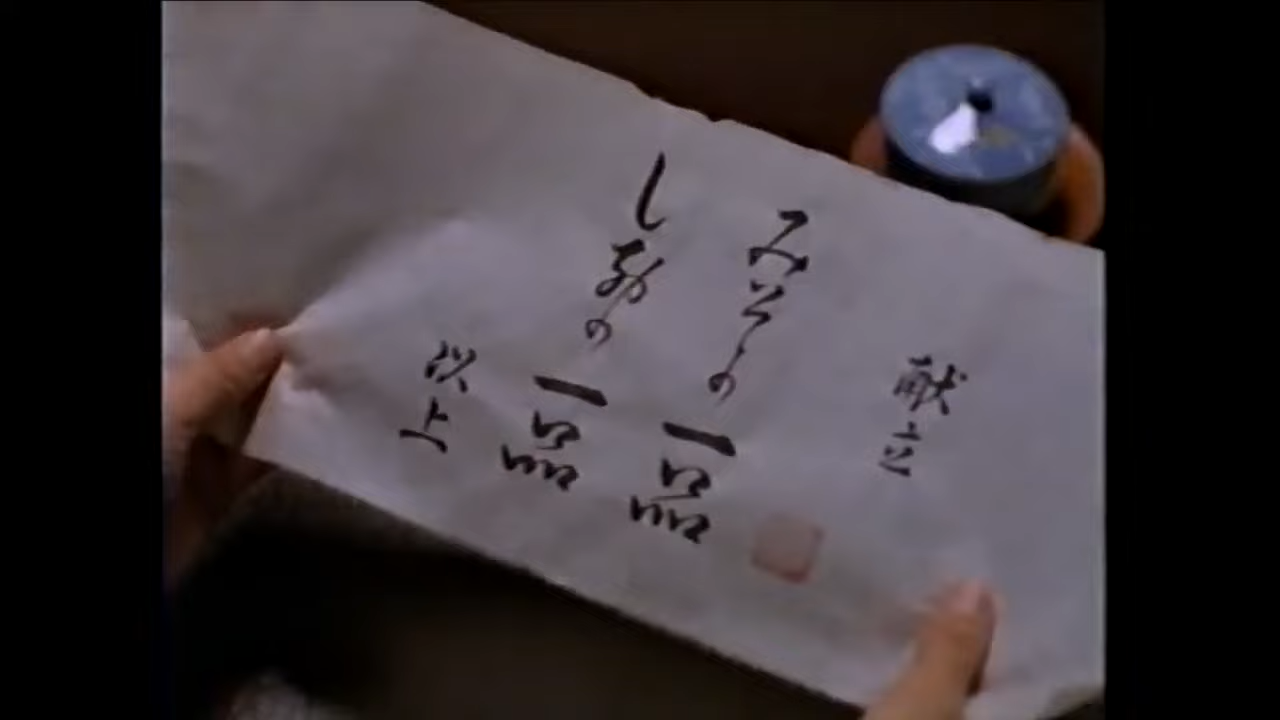 献立
みその一品
しおの一品
以上